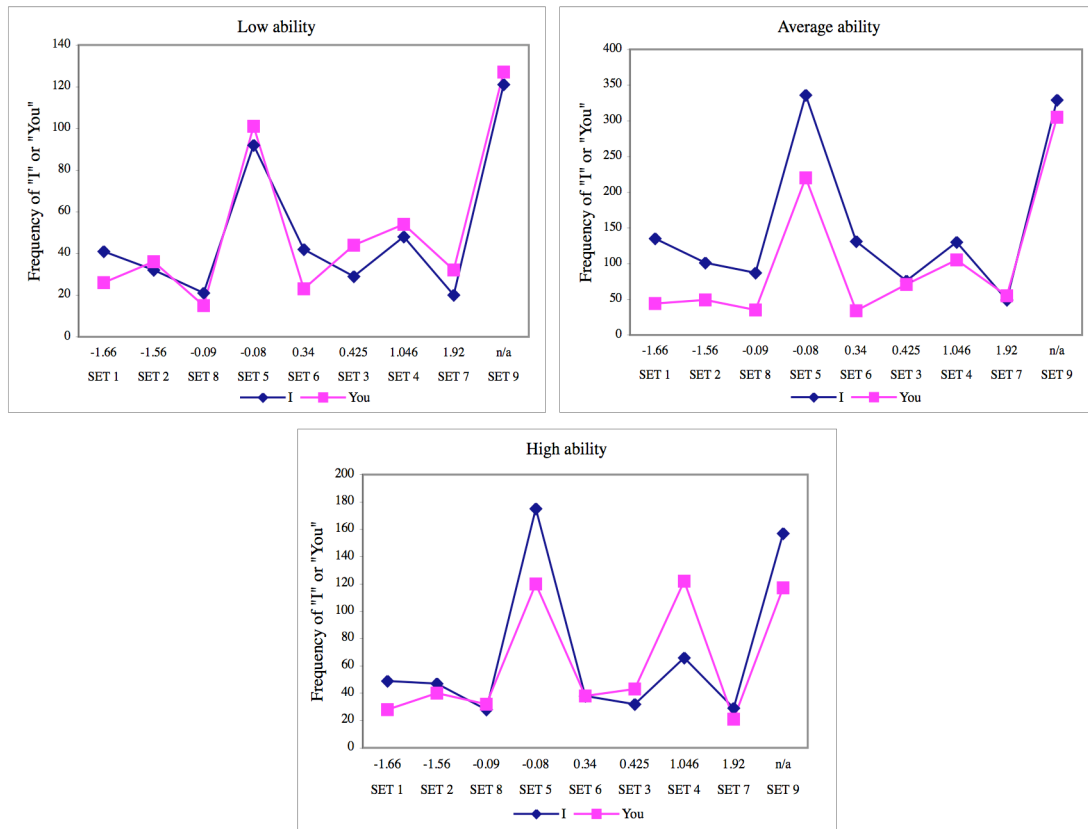 Low ability
Frequency of "I" or "You"
140
120
100
80
60
40
20
0
-1.66 -1.56 -0.09 -0.08 0.34 0.425 1.046 1.92 n/a
SET 1 SET 2 SET 8 SET 5 SET 6 SET 3 SET 4 SET 7 SET 9
I You
Average ability
Frequency of "I" or "You"
400
350
300
250
200
150
100
50
0
-1.66 -1.56 -0.09 -0.08 0.34 0.425 1.046 1.92 n/a
SET 1 SET 2 SET 8 SET 5 SET 6 SET 3 SET 4 SET 7 SET 9
I You
High ability
Frequency of "I" or "You"
200
180
160
140
120
100
80
60
40
20
0
-1.66 -1.56 -0.09 -0.08 0.34 0.425 1.046 1.92 n/a
SET 1 SET 2 SET 8 SET 5 SET 6 SET 3 SET 4 SET 7 SET 9
I You